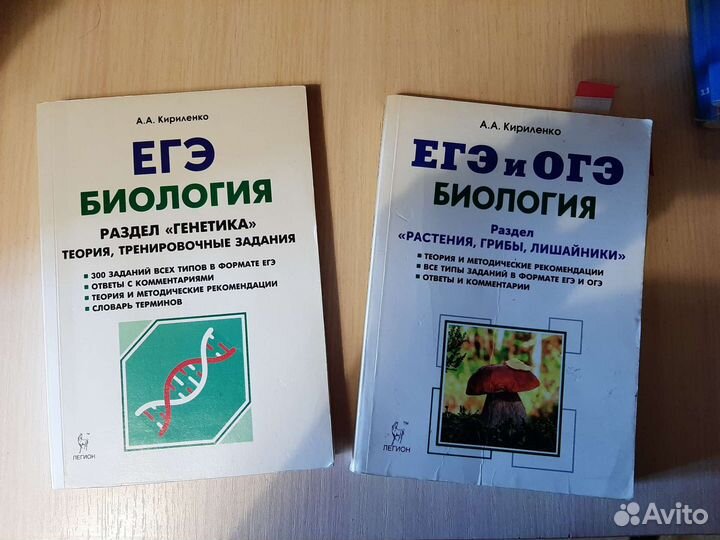 А.А. Кириленко
ЕГЭ
БИОЛОГИЯ
РАЗДЕЛ «ГЕНЕТИКА»
ТЕОРИЯ, ТРЕНИРОВОЧНЫЕ ЗАДАНИЯ
300 ЗАДАНИЙ ВСЕХ ТИПОВ В ФОРМАТЕ ЕГЭ
ОТВЕТЫ С КОММЕНТАРИЯМИ
ТЕОРИЯ И МЕТОДИЧЕСКИЕ РЕКОМЕНДАЦИИ
СЛОВАРЬ ТЕРМИНОВ
ЛЕГИОН
А.А. Кириленко
ЕГЭ и ОГЭ
БИОЛОГИЯ
Раздел
«РАСТЕНИЯ, ГРИБЫ, ЛИШАЙНИКИ»
ТЕОРИЯ И МЕТОДИЧЕСКИЕ РЕКОМЕНДАЦИИ
ВСЕ ТИПЫ ЗАДАНИЙ В ФОРМАТЕ ЕГЭ И ОГЭ
ОТВЕТЫ И КОММЕНТАРИИ
TM
ЛЕГИОН
Avito